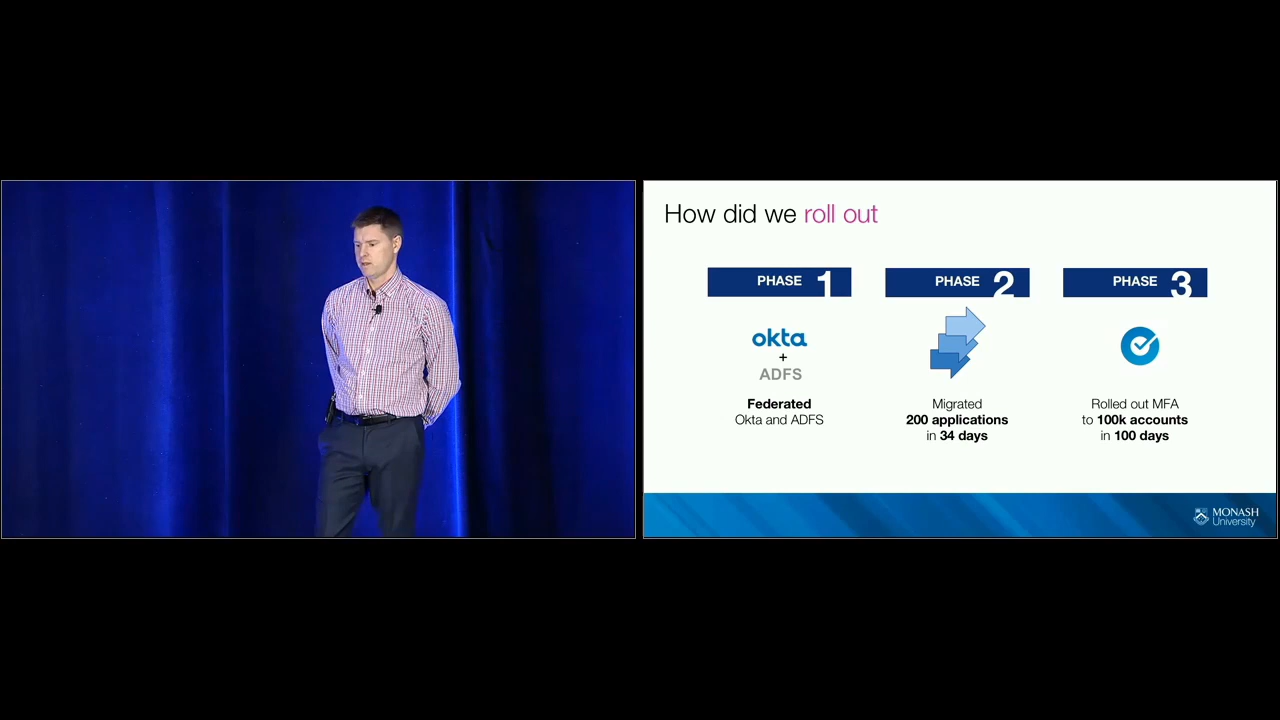 How did we roll out
PHASE 1
okta
+
ADFS
Federated
Okta and ADFS
PHASE 2
Migrated
200 applications
in 34 days
PHASE 3
Rolled out MFA
to 100k accounts
in 100 days
MONASH
University